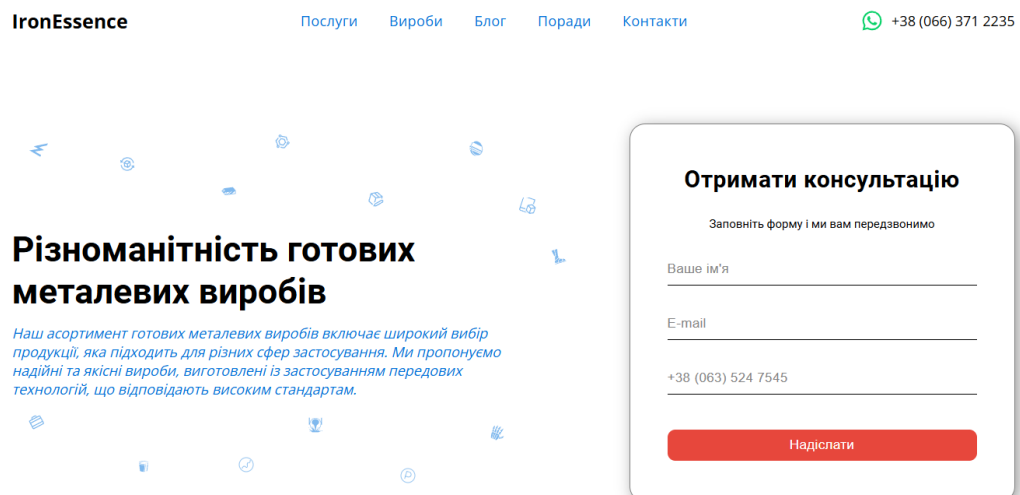 IronEssence
Послуги Вироби Блог Поради Контакти
+38 (066) 371 2235
Різноманітність готових
металевих виробів
Наш асортимент готових металевих виробів включає широкий вибір
продукції, яка підходить для різних сфер застосування. Ми пропонуємо
надійні та якісні вироби, виготовлені із застосуванням передових
технологій, що відповідають високим стандартам.
Отримати консультацію
Заповніть форму і ми вам передзвонимо
Ваше ім'я
E-mail
+38 (063) 524 7545
Надіслати